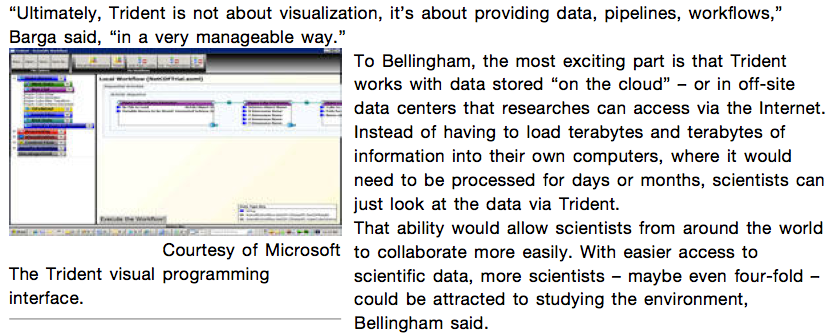 “Ultimately, Trident is not about visualization, it’s about providing data, pipelines, workflows,”
Barga said, “in a very manageable way.”
Local Workflow (NetCDFTrial.xoml)
Execute the Workflow!
Courtesy of Microsoft
The Trident visual programming
interface.
To Bellingham, the most exciting part is that Trident
works with data stored “on the cloud” – or in off-site
data centers the researches can access via the Internet.
Instead of having to load terabytes and terabytes of
information into their own computers, where it would
need to be processed for days or months, scientists can
just look at the data via Trident.
That ability would allow scientists from around the world
to collaborate more easily. With easier access to
scientific data, more scientists – maybe even four-fold –
could be attracted to studying the environment,
Bellingham said.